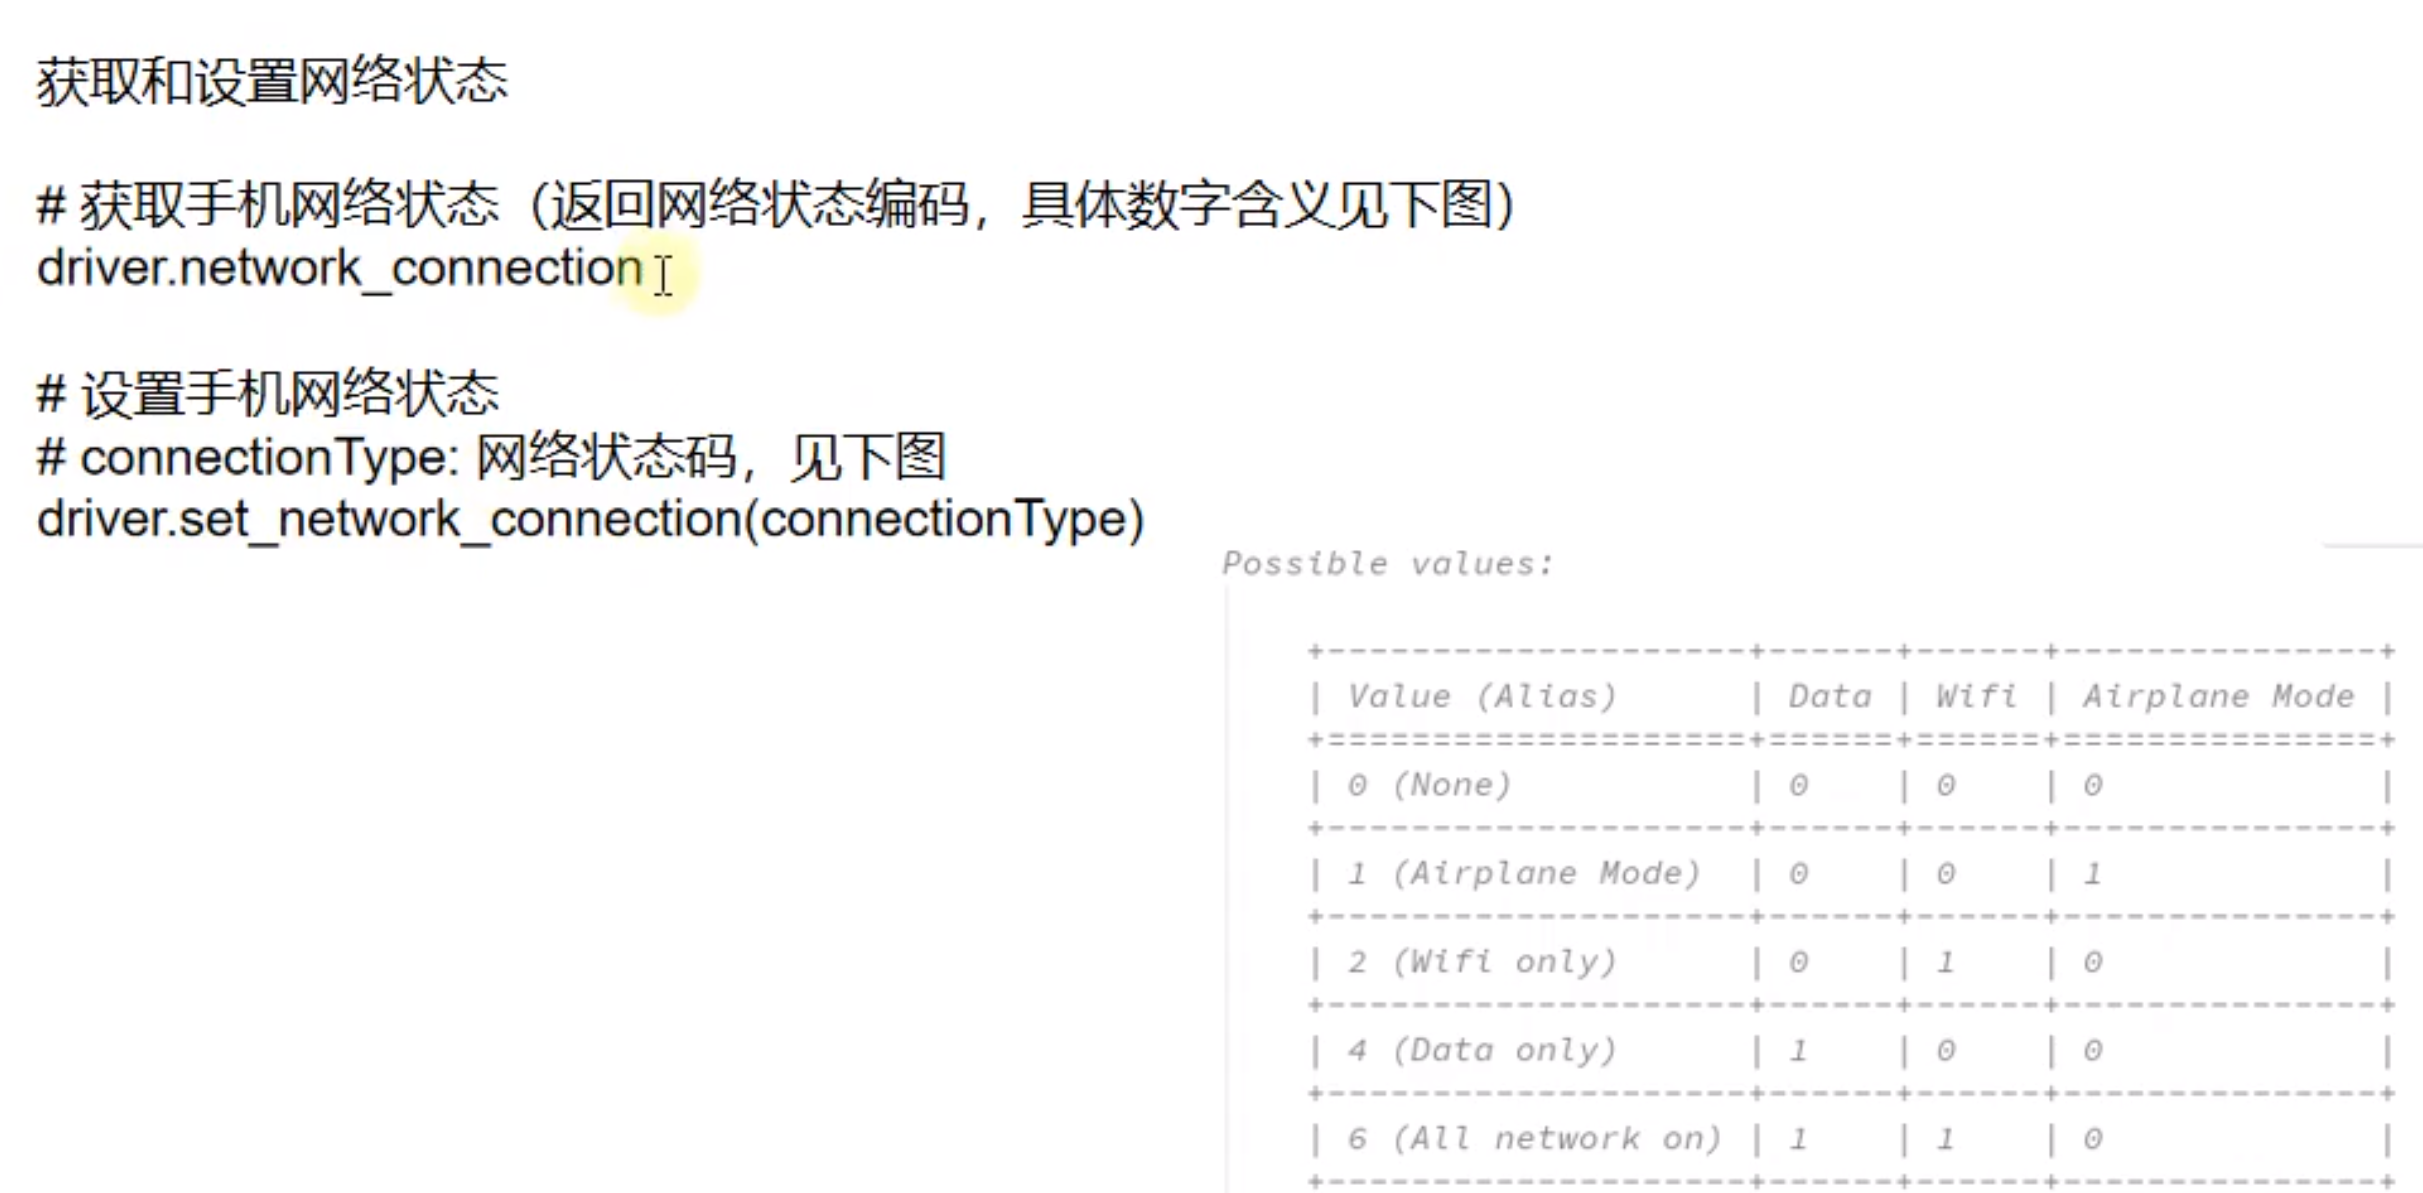 获取和设置网络状态
# 获取手机网络状态（返回网络状态编码，具体数字含义见下图）
driver.network_connection
# 设置手机网络状态
# connectionType: 网络状态码，见下图
driver.set_network_connection(connectionType)
Possible values:
+--------------------+------+------+---------------+
| Value (Alias)      | Data | Wifi | Airplane Mode |
+====================+======+======+===============+
| 0 (None)           | 0    | 0    | 0             |
+--------------------+------+------+---------------+
| 1 (Airplane Mode)  | 0    | 0    | 1             |
+--------------------+------+------+---------------+
| 2 (Wifi only)      | 0    | 1    | 0             |
+--------------------+------+------+---------------+
| 4 (Data only)      | 1    | 0    | 0             |
+--------------------+------+------+---------------+
| 6 (All network on) | 1    | 1    | 0             |
+--------------------+------+------+---------------+